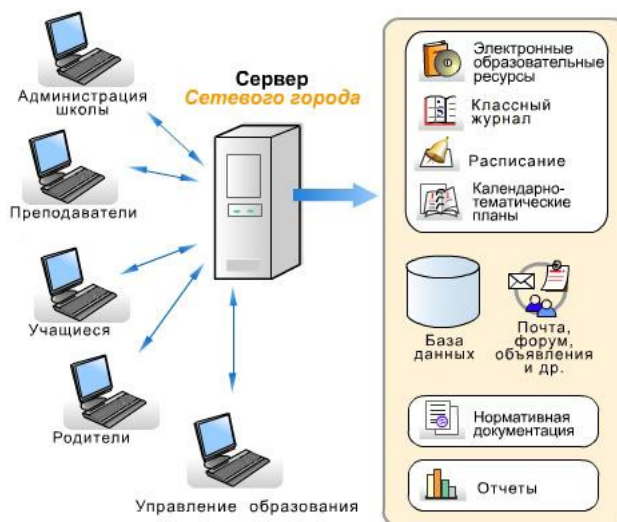 Администрация
школы
Преподаватели
Учащиеся
Родители
Управление образования
Сервер
Сетевого города
Электронные
образовательные
ресурсы
Классный
журнал
Расписание
Календарно-
тематические
планы
База
данных
Почта,
форум,
объявления
и др.
Нормативная
документация
Отчеты